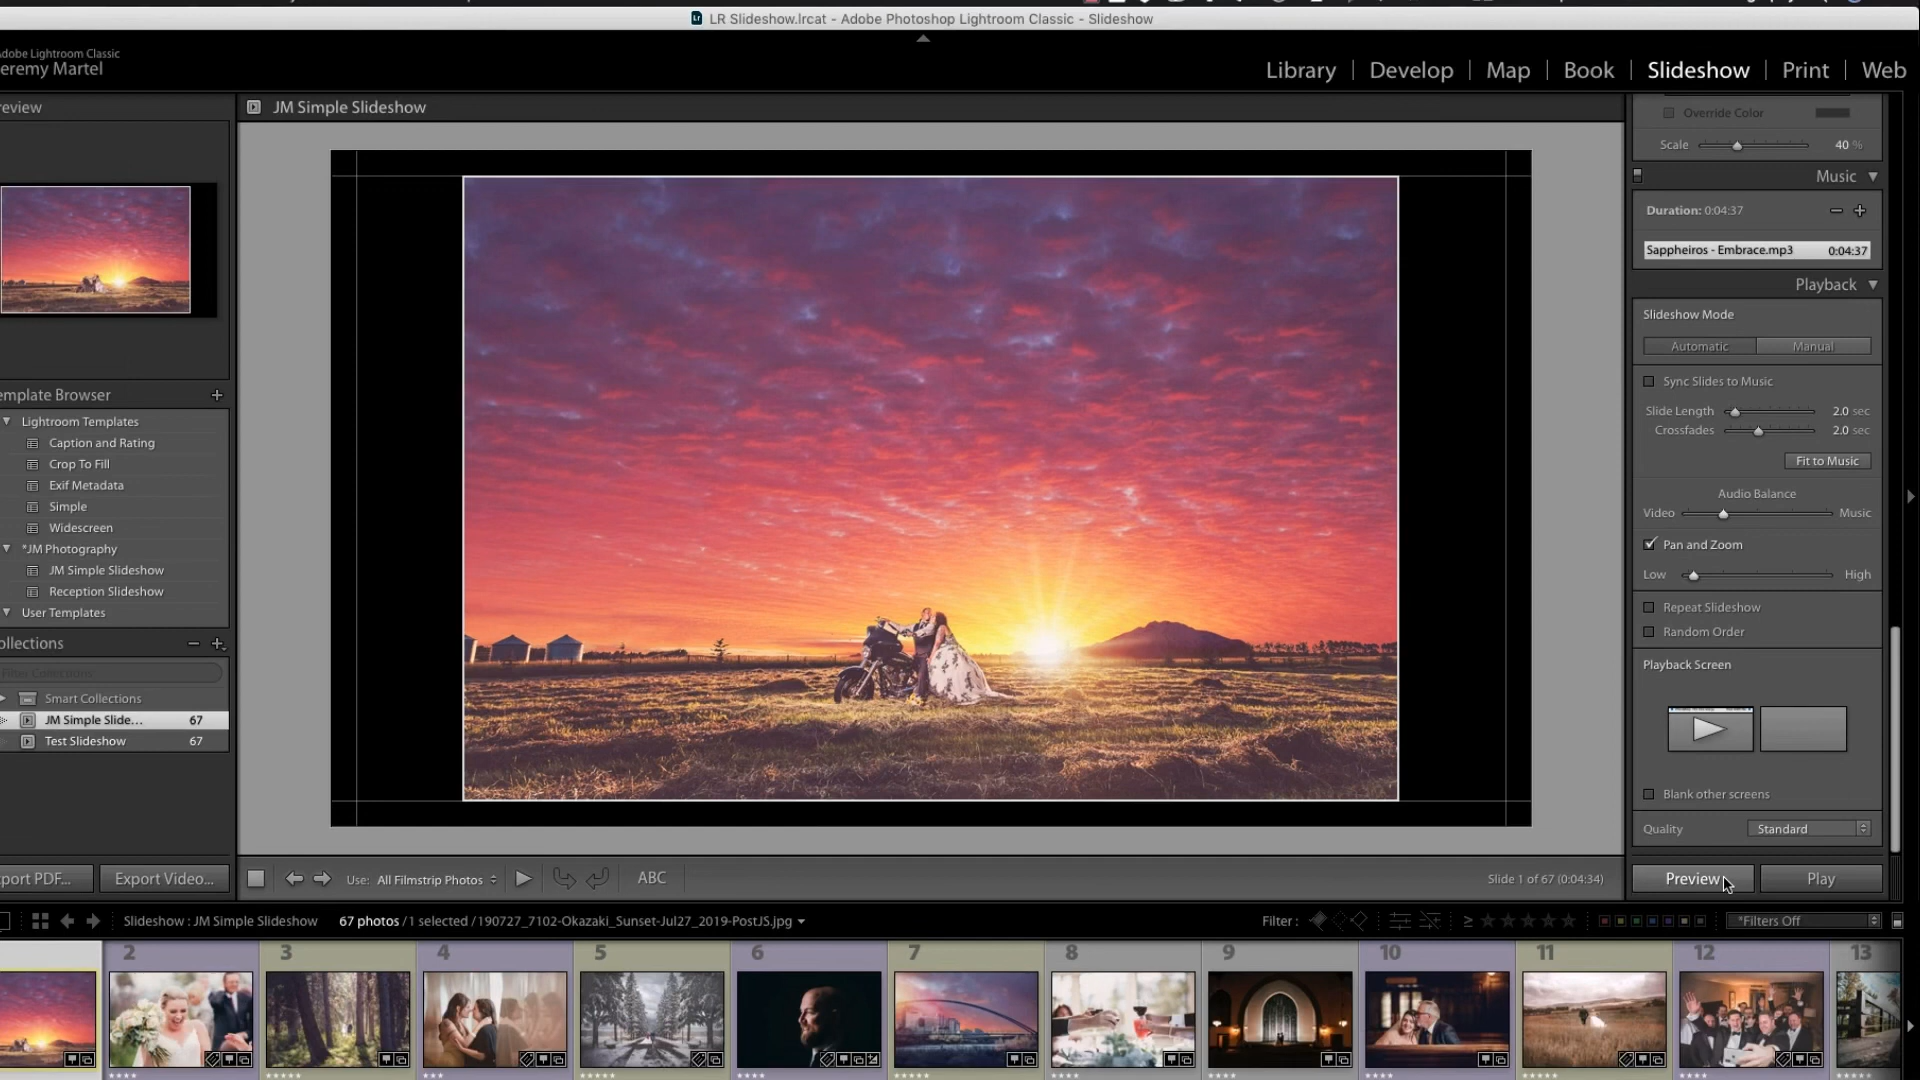 LR Slideshow.lrcat - Adobe Photoshop Lightroom Classic - Slideshow
dobe Lightroom Classic
eremy Martel
Library | Develop | Map | Book | Slideshow | Print | Web
review
JM Simple Slideshow
Override Color
Scale 40 %
Music
Duration: 0:04:37
Sappheiros - Embrace.mp3 0:04:37
Playback
Slideshow Mode
Automatic Manual
Sync Slides to Music
Slide Length 2.0 sec
Crossfades 2.0 sec
Fit to Music
Audio Balance
Video Music
Pan and Zoom
Low High
Repeat Slideshow
Random Order
Playback Screen
Blank other screens
Quality Standard
Preview Play
emplate Browser
Lightroom Templates
Caption and Rating
Crop To Fill
Exif Metadata
Simple
Widescreen
*JM Photography
JM Simple Slideshow
Reception Slideshow
User Templates
ollections
Filter Collections
Smart Collections
JM Simple Slide... 67
Test Slideshow 67
port PDF... Export Video...
Use: All Filmstrip Photos ABC Slide 1 of 67 (0:04:34)
Slideshow : JM Simple Slideshow 67 photos / 1 selected / 190727_7102-Okazaki_Sunset-Jul27_2019-PostJS.jpg Filter : ≥ *Filters Off
2 3 4 5 6 7 8 9 10 11 12 13